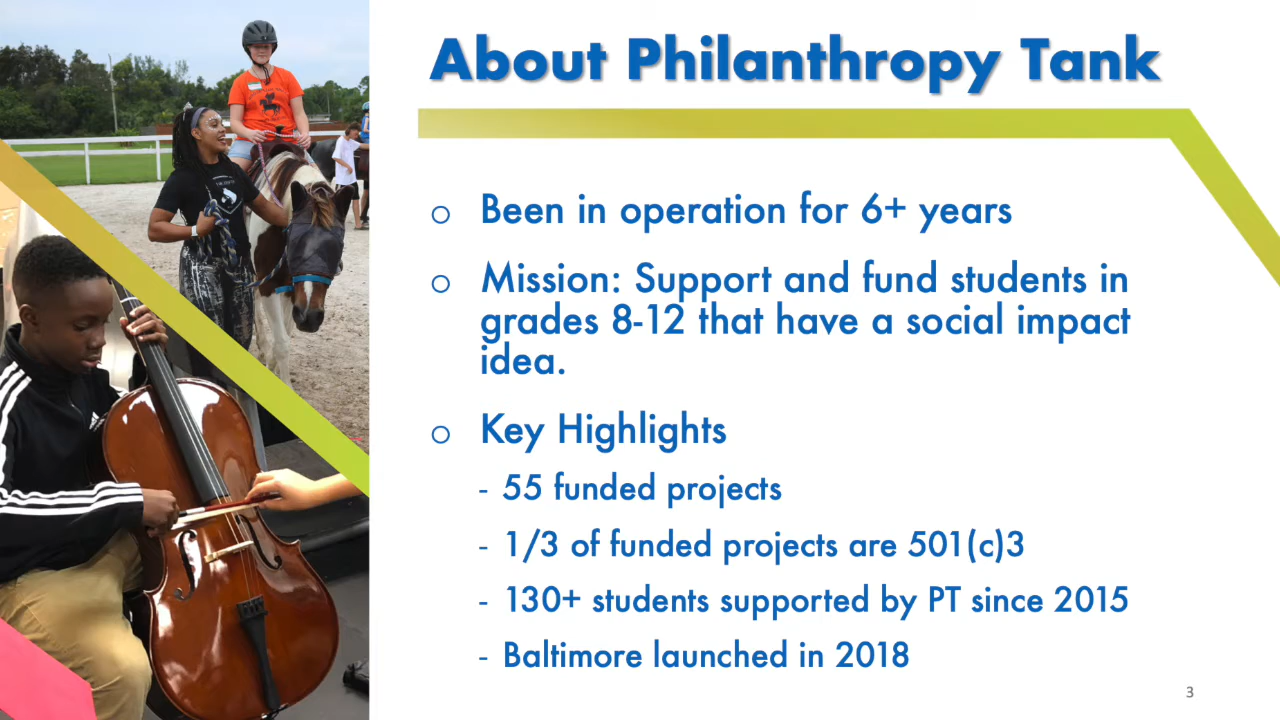 About Philanthropy Tank
○ Been in operation for 6+ years
○ Mission: Support and fund students in
grades 8-12 that have a social impact
idea.
○ Key Highlights
- 55 funded projects
- 1/3 of funded projects are 501(c)3
- 130+ students supported by PT since 2015
- Baltimore launched in 2018
3